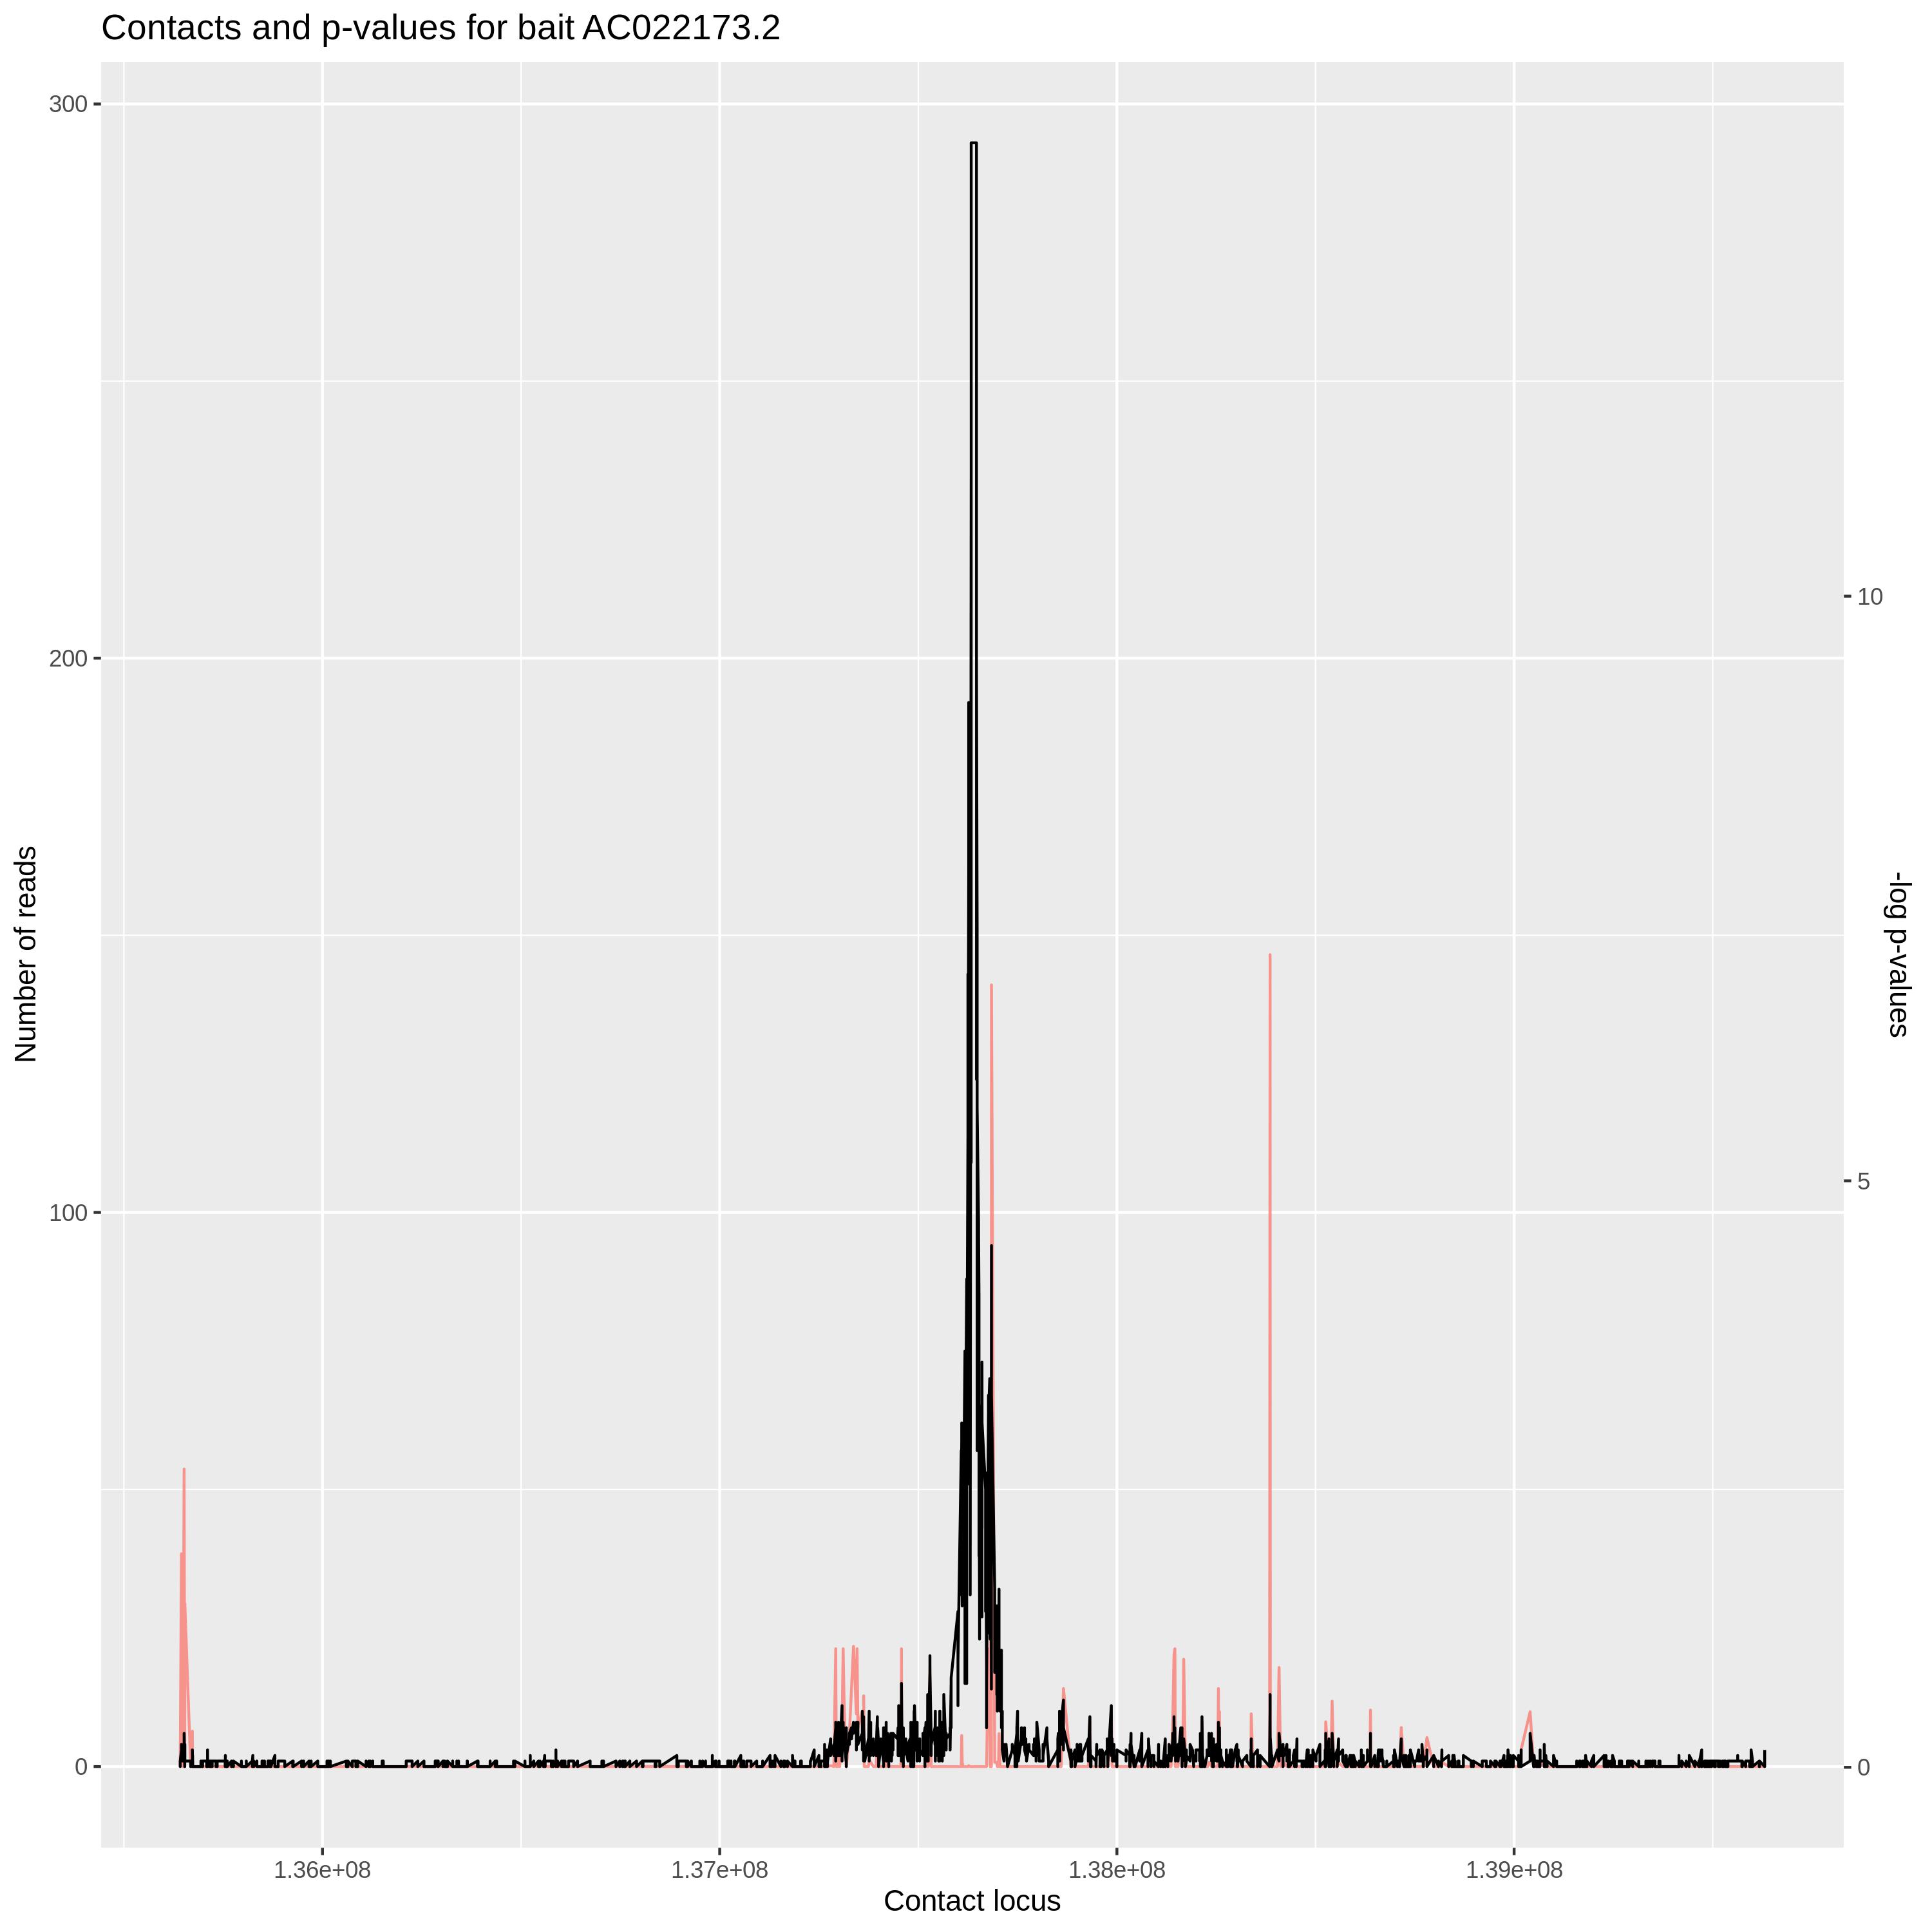 Contacts and p-values for bait AC022173.2
300
200
100
0
Number of reads
10
5
0
-log p-values
1.36e+08
1.37e+08
1.38e+08
1.39e+08
Contact locus